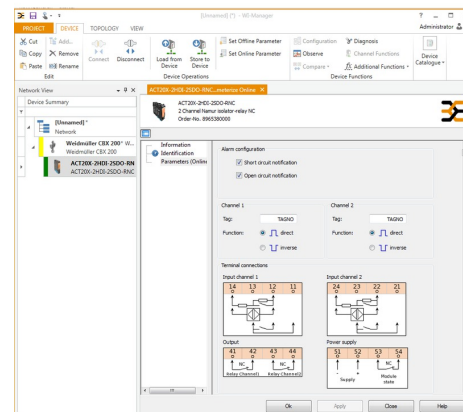 [Unnamed] (*) - WI-Manager
PROJECT DEVICE TOPOLOGY VIEW
Administrator
Cut
Copy
Paste
Add...
Remove
Rename
Edit
Connect
Disconnect
Load from Device
Store to Device
Set Offline Parameter
Set Online Parameter
Device Operations
Configuration
Observe
Compare
Diagnosis
Channel Functions
Additional Functions
Device Functions
Device Catalogue
Network View
Device Summary
[Unnamed] *
Network
Weidmüller CBX 200* W...
Weidmüller CBX 200
ACT20X-2HDI-2SDO-RN
ACT20X-2HDI-2SDO-RNC
ACT20X-2HDI-2SDO-RNC
2 Channel Namur isolator-relay NC
Order-No. 8965380000
Information
Identification
Parameters (Online
Alarm configuration
Short circuit notification
Open circuit notification
Channel 1
Tag: TAGNO
Function: direct
inverse
Channel 2
Tag: TAGNO
Function: direct
inverse
Terminal connections
Input channel 1
14 13 12 11
Input channel 2
24 23 22 21
Output
41 42 43 44
NC NC
Relay Channel1 Relay Channel2
Power supply
51 52 53 54
- + NC
Supply
Module state
Ok Apply Close Help